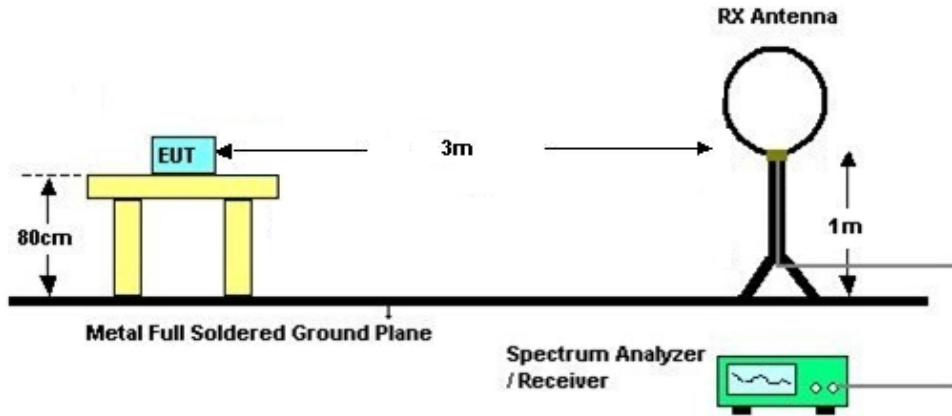 RX Antenna
EUT
3m
80cm
1m
Metal Full Soldered Ground Plane
Spectrum Analyzer
/ Receiver